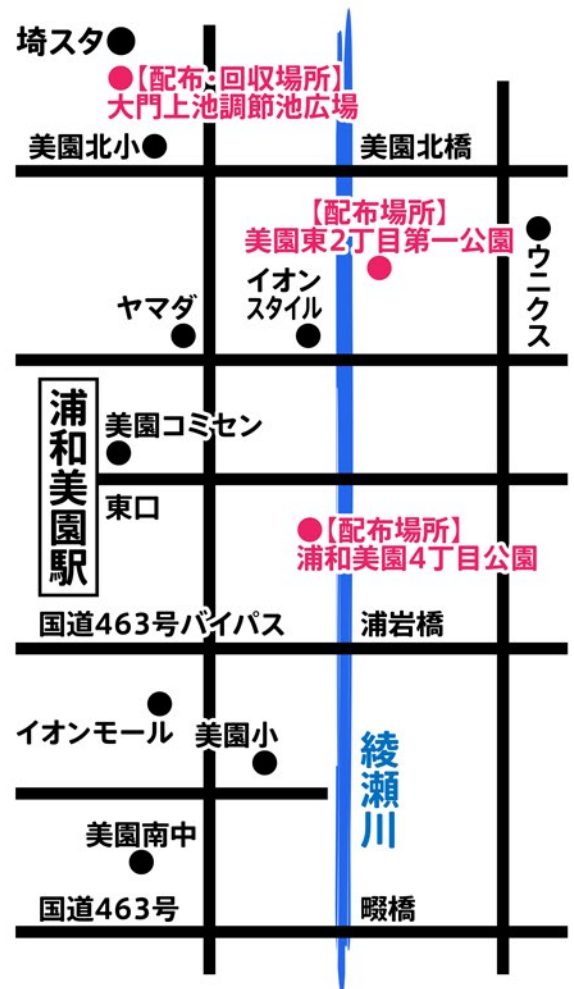 埼スタ
【配布・回収場所】
大門上池調節池広場
美園北小
美園北橋
【配布場所】
美園東2丁目第一公園
ウニクス
イオン
スタイル
ヤマダ
浦和美園駅
美園コミセン
東口
【配布場所】
浦和美園4丁目公園
国道463号バイパス
浦岩橋
イオンモール
美園小
綾瀬川
美園南中
国道463号
畷橋